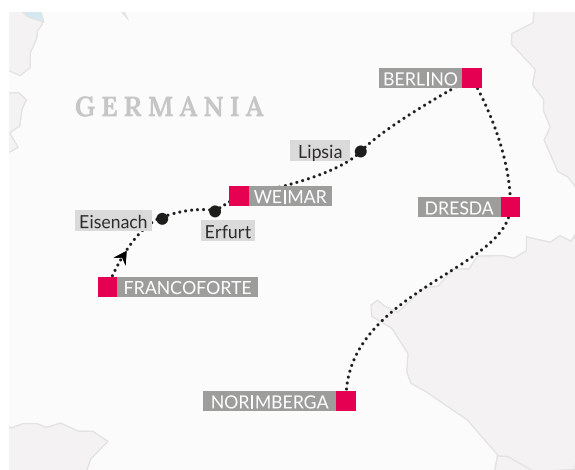 BERLINO
GERMANIA
Lipsia
WEIMAR
DRESDA
Eisenach
Erfurt
FRANCOFORTE
NORIMBERGA